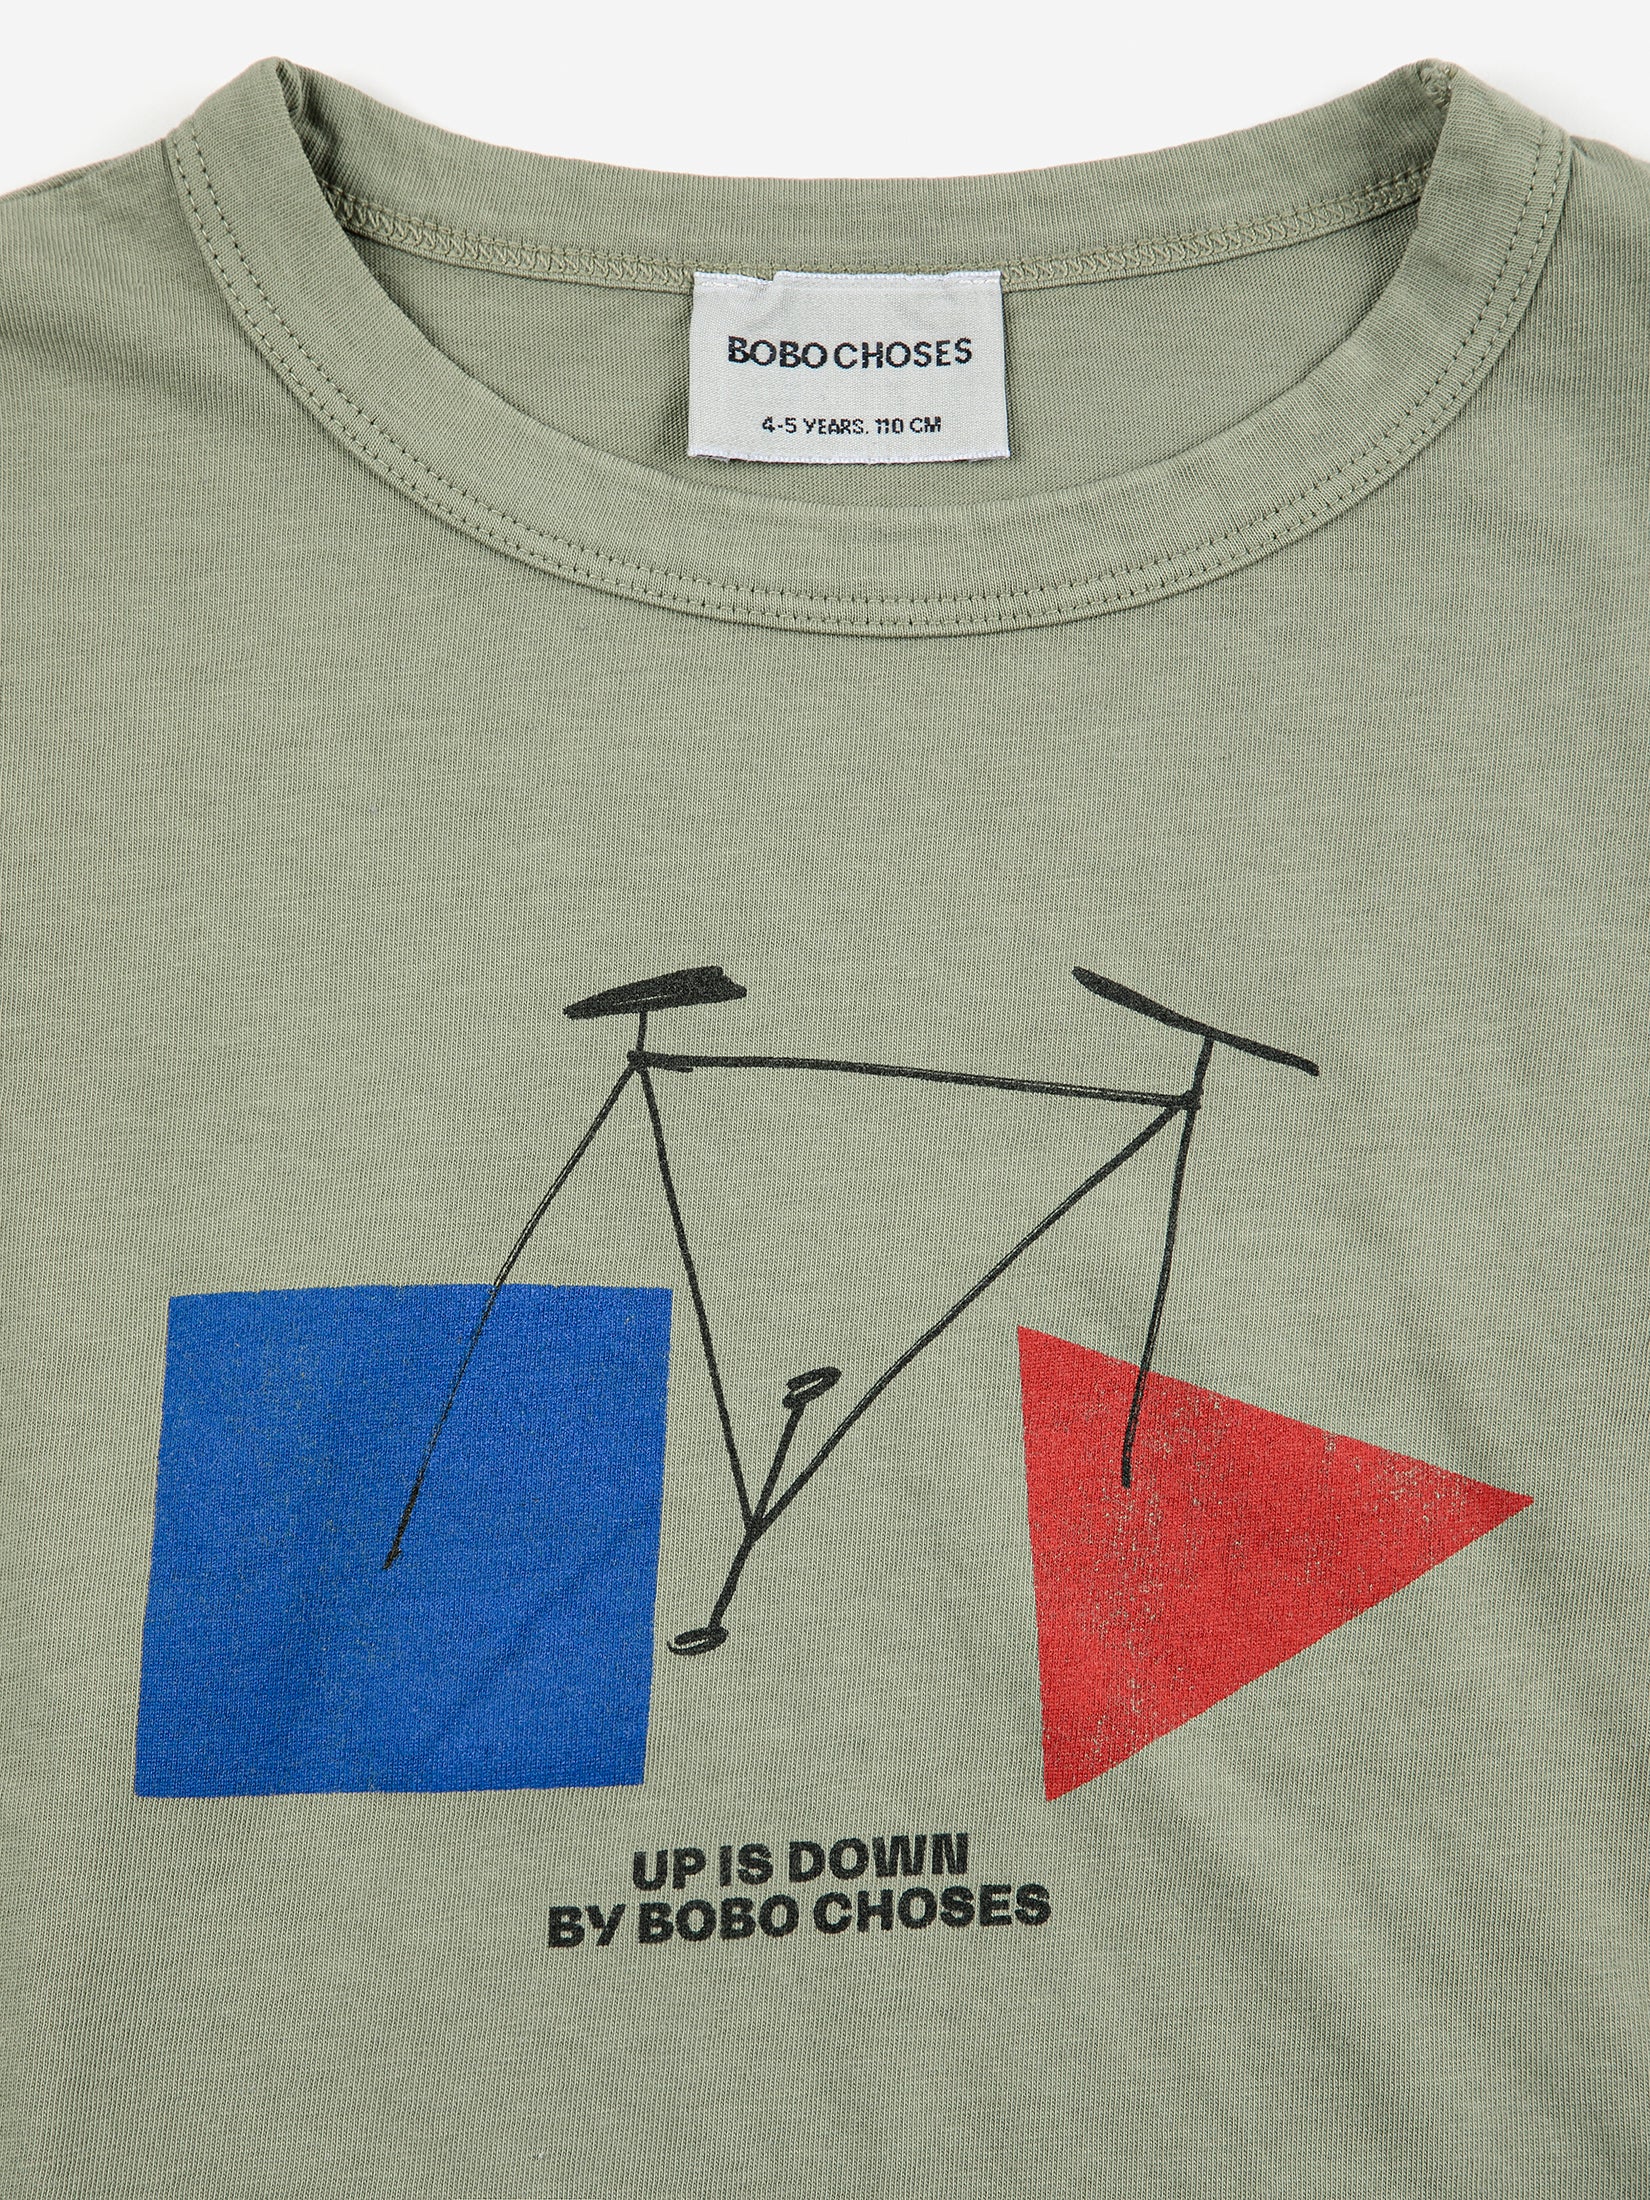 BOBO CHOSES
4-5 YEARS. 110 CM
UP IS DOWN
BY BOBO CHOSES